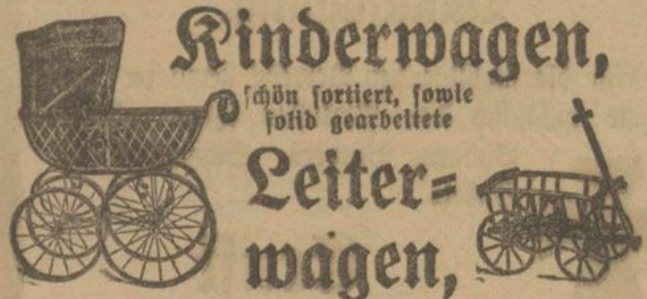 Kinderwagen,
schön sortiert, sowie
solid gearbeitete
Leiter=
wagen,